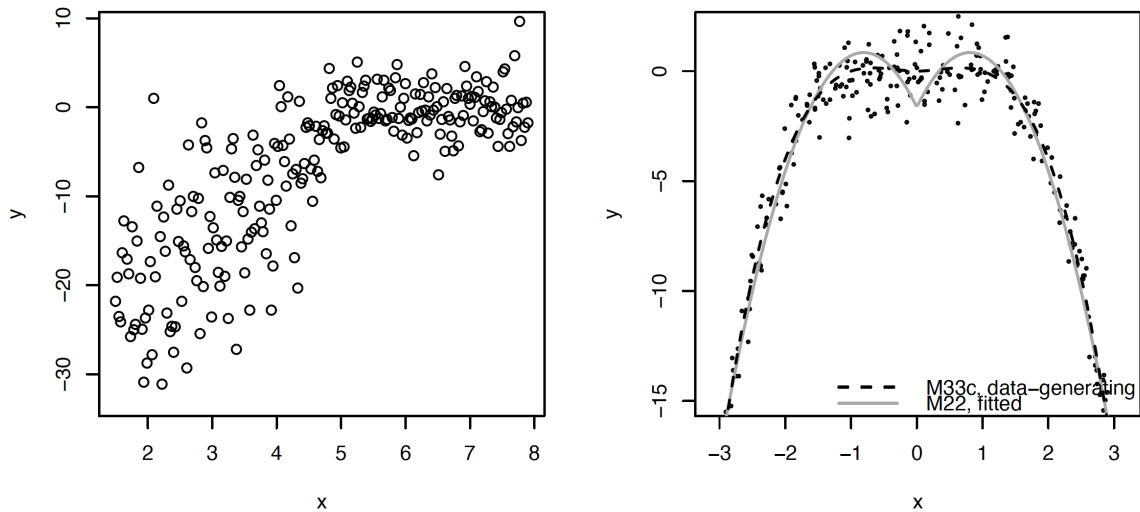 10
0
−10
−20
−30
y
2 3 4 5 6 7 8
x
0
−5
−10
−15
y
M33c, data−generating
M22, fitted
−3 −2 −1 0 1 2 3
x